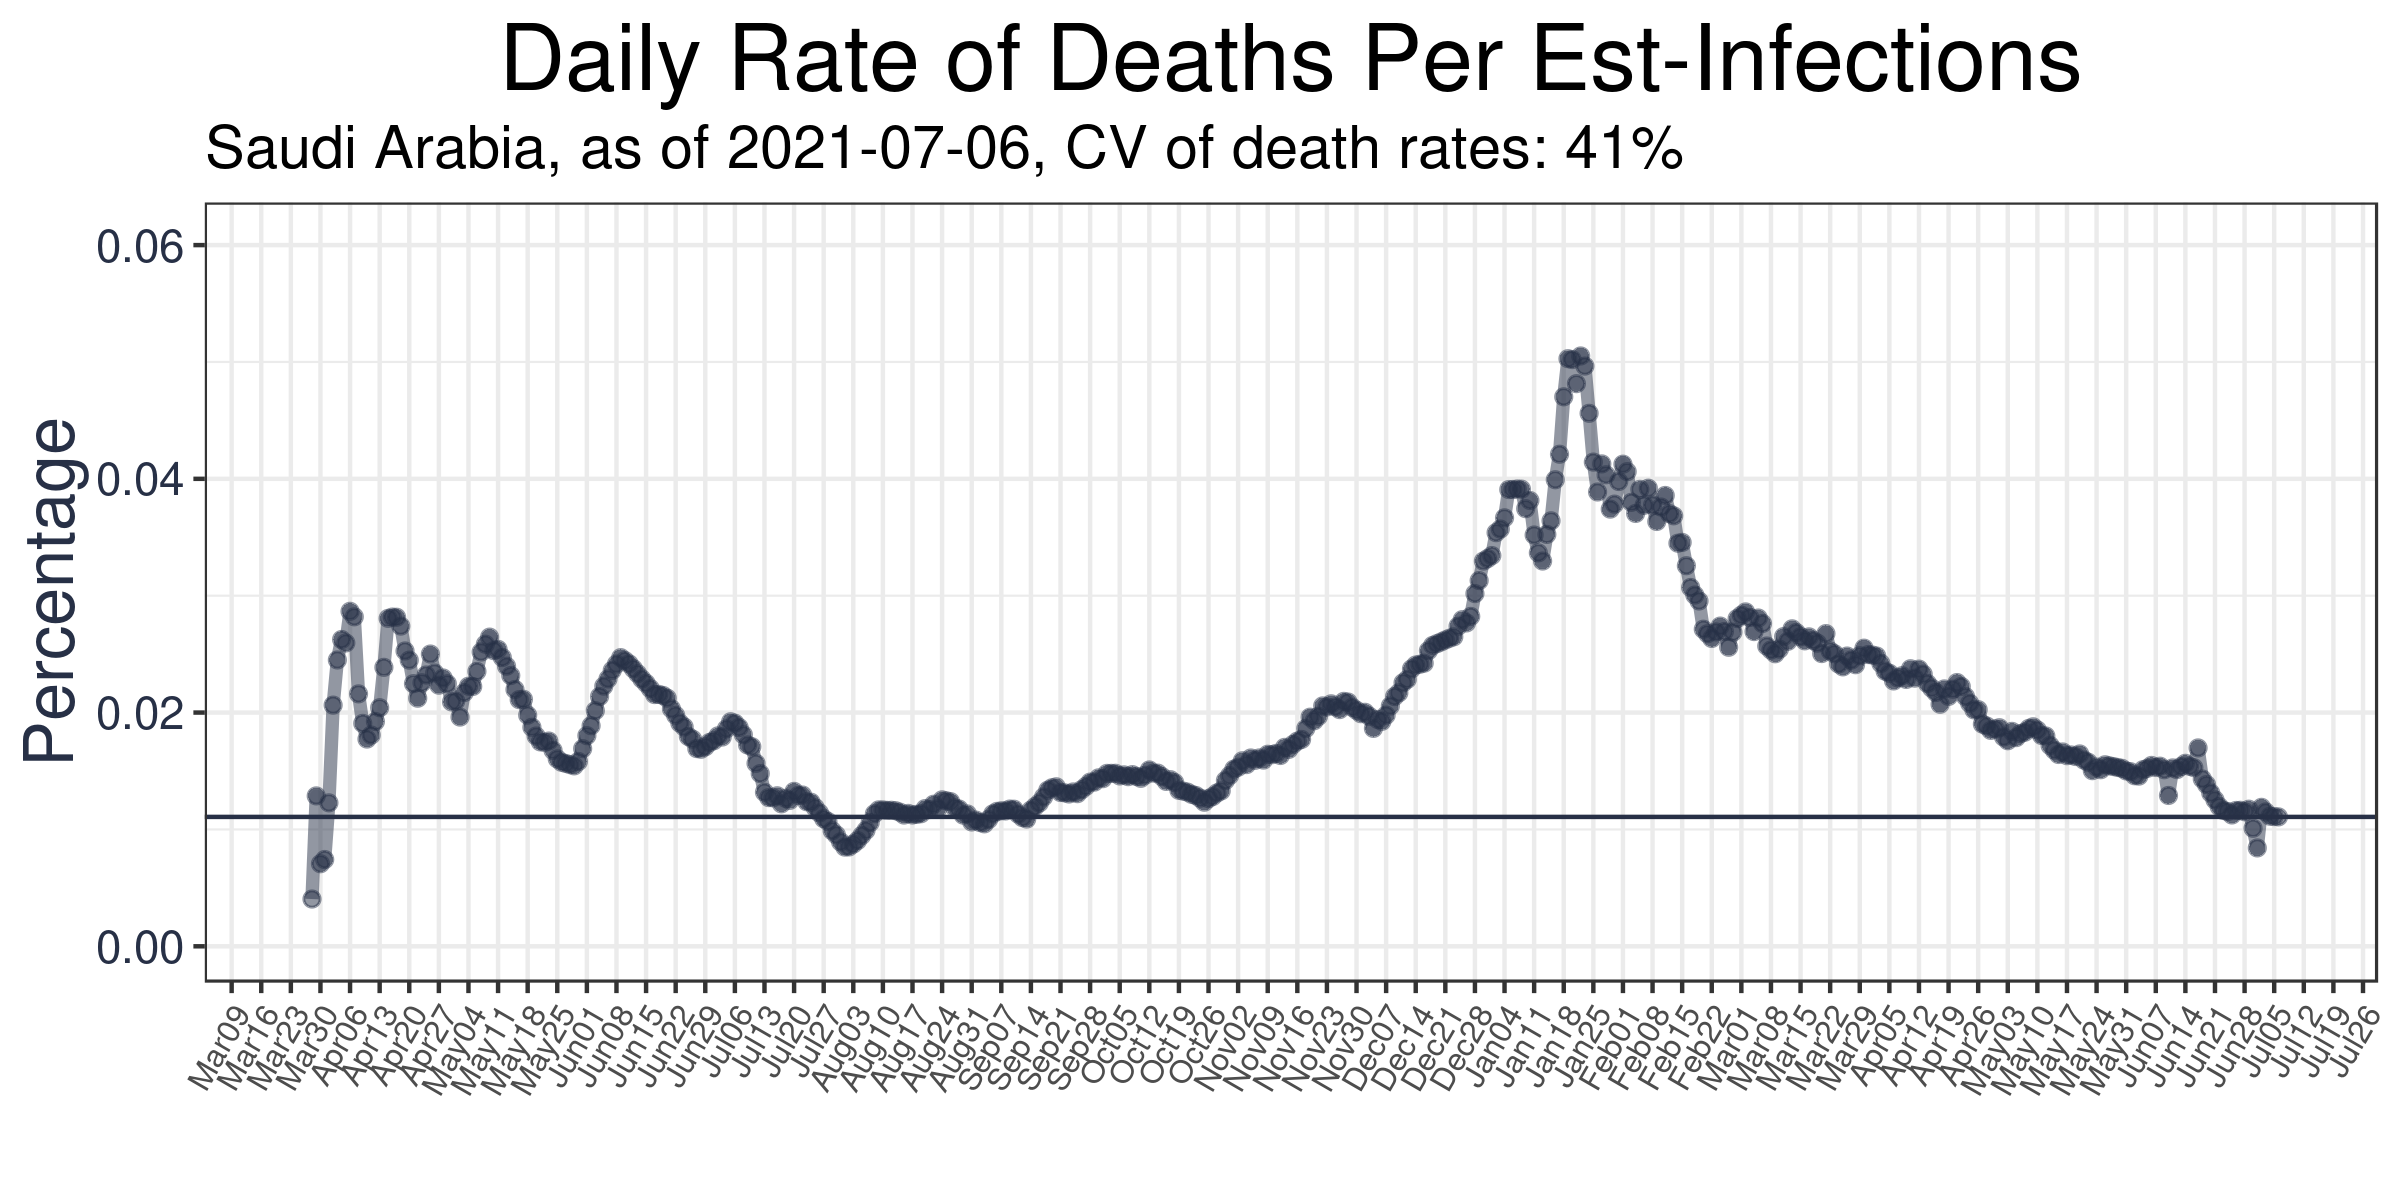 Daily Rate of Deaths Per Est-Infections
Saudi Arabia, as of 2021-07-06, CV of death rates: 41%
Percentage
0.06
0.04
0.02
0.00
Mar09
Mar16
Mar23
Mar30
Apr06
Apr13
Apr20
Apr27
May04
May11
May18
May25
Jun01
Jun08
Jun15
Jun22
Jun29
Jul06
Jul13
Jul20
Jul27
Aug03
Aug10
Aug17
Aug24
Aug31
Sep07
Sep14
Sep21
Sep28
Oct05
Oct12
Oct19
Oct26
Nov02
Nov09
Nov16
Nov23
Nov30
Dec07
Dec14
Dec21
Dec28
Jan04
Jan11
Jan18
Jan25
Feb01
Feb08
Feb15
Feb22
Mar01
Mar08
Mar15
Mar22
Mar29
Apr05
Apr12
Apr19
Apr26
May03
May10
May17
May24
May31
Jun07
Jun14
Jun21
Jun28
Jul05
Jul12
Jul19
Jul26